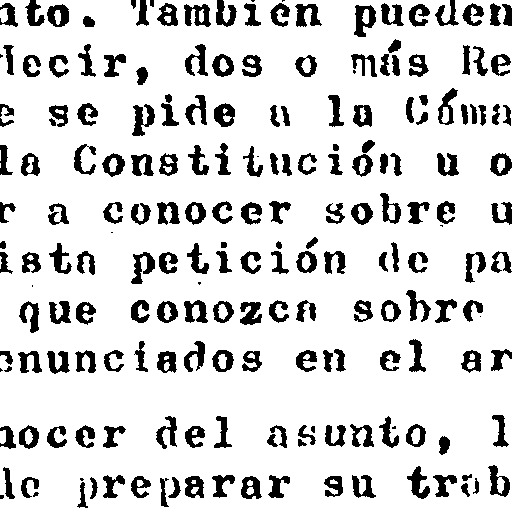 nto. También pueden
decir, dos o más Re
e se pide a la Cáma
la Constitución u o
r a conocer sobre u
ista petición de pa
que conozca sobre
enunciados en el ar
nocer del asunto, l
de preparar su trab